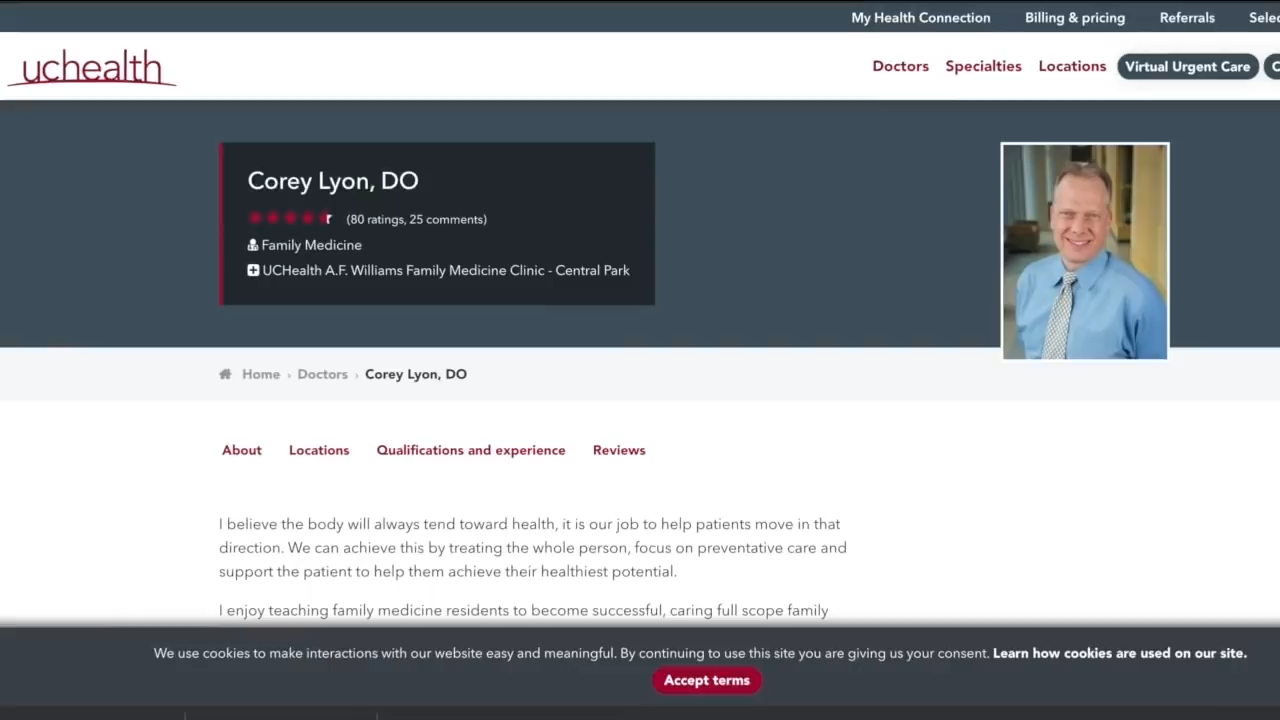 My Health Connection Billing & pricing Referrals
uchealth
Doctors Specialties Locations Virtual Urgent Care
Corey Lyon, DO
(80 ratings, 25 comments)
Family Medicine
UCHealth A.F. Williams Family Medicine Clinic - Central Park
Home › Doctors › Corey Lyon, DO
About Locations Qualifications and experience Reviews
I believe the body will always tend toward health, it is our job to help patients move in that
direction. We can achieve this by treating the whole person, focus on preventative care and
support the patient to help them achieve their healthiest potential.
I enjoy teaching family medicine residents to become successful, caring full scope family
We use cookies to make interactions with our website easy and meaningful. By continuing to use this site you are giving us your consent. Learn how cookies are used on our site.
Accept terms